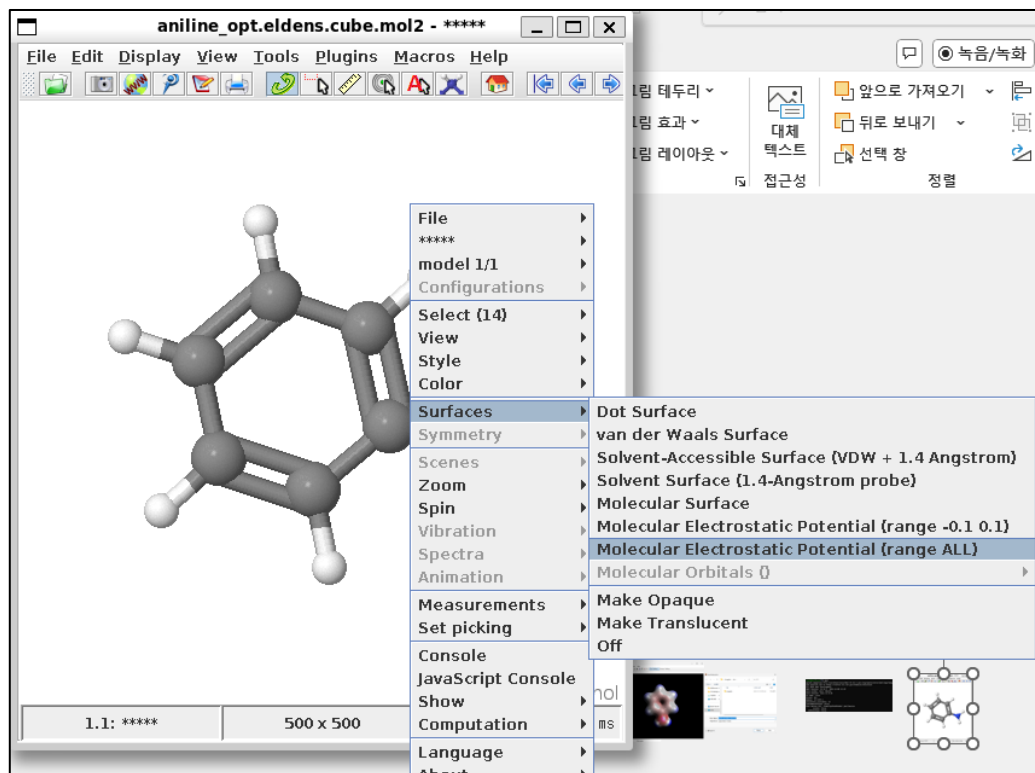 aniline_opt.eldens.cube.mol2 - *****
File Edit Display View Tools Plugins Macros Help
녹음/녹화
림 테두리
림 효과
림 레이아웃
대체
텍스트
접근성
앞으로 가져오기
뒤로 보내기
선택 창
정렬
File
*****
model 1/1
Configurations
Select (14)
View
Style
Color
Surfaces
Symmetry
Scenes
Zoom
Spin
Vibration
Spectra
Animation
Measurements
Set picking
Console
JavaScript Console
Show
Computation
Language
About
Dot Surface
van der Waals Surface
Solvent-Accessible Surface (VDW + 1.4 Angstrom)
Solvent Surface (1.4-Angstrom probe)
Molecular Surface
Molecular Electrostatic Potential (range -0.1 0.1)
Molecular Electrostatic Potential (range ALL)
Molecular Orbitals ()
Make Opaque
Make Translucent
Off
mol
1.1: *****
500 x 500
ms